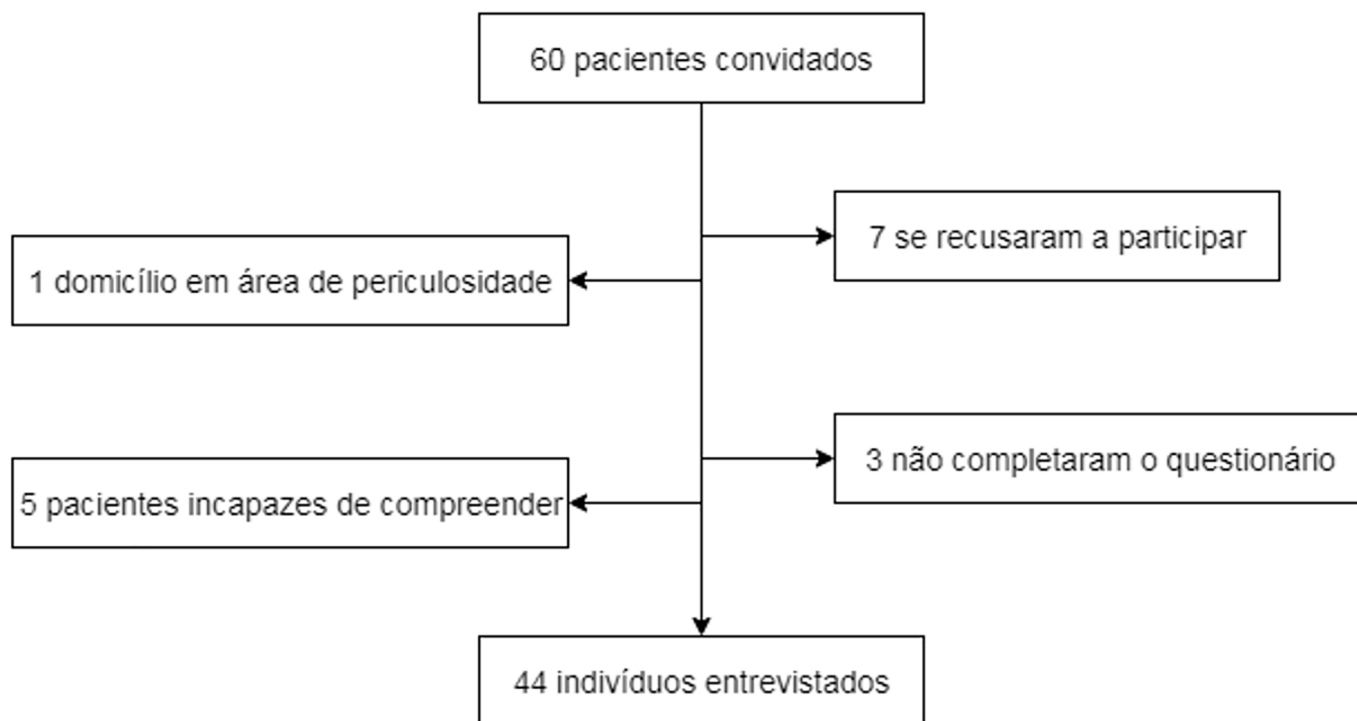 60 pacientes convidados
7 se recusaram a participar
1 domicílio em área de periculosidade
3 não completaram o questionário
5 pacientes incapazes de compreender
44 indivíduos entrevistados